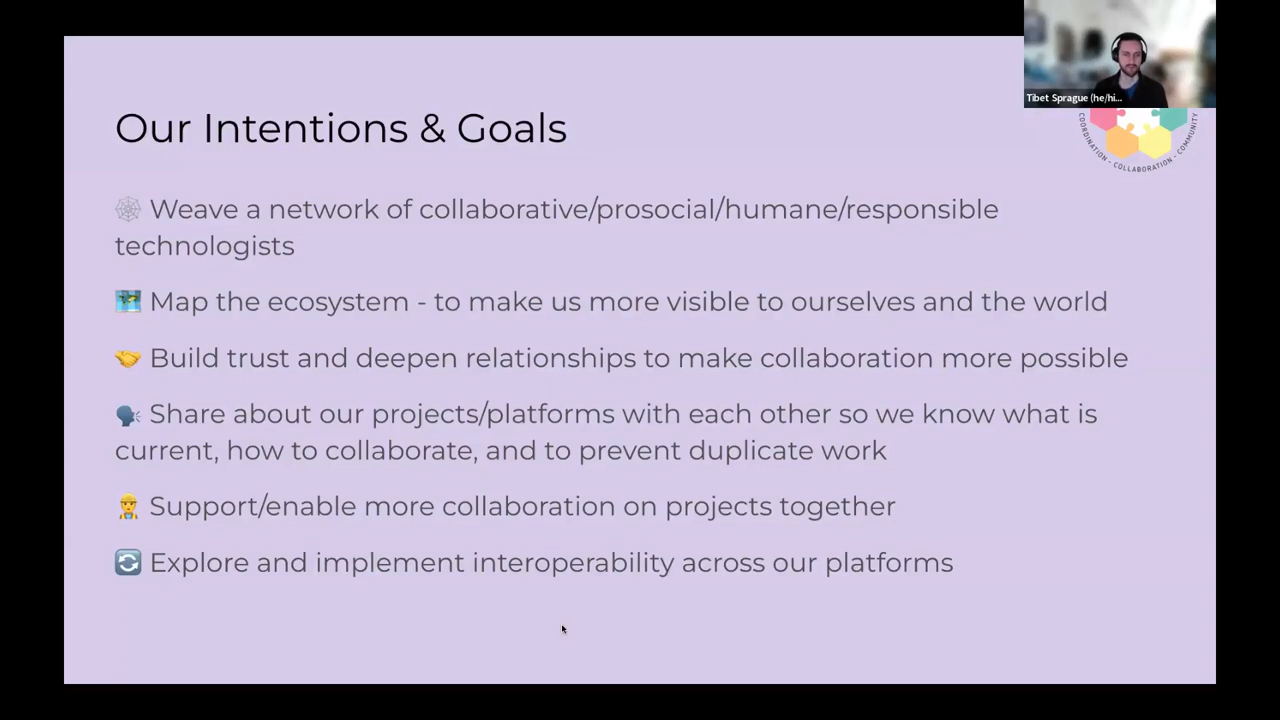 Tibet Sprague (he/hi...
Our Intentions & Goals
COORDINATION - COLLABORATION - COMMUNITY
🕸️ Weave a network of collaborative/prosocial/humane/responsible
technologists
🗺️ Map the ecosystem - to make us more visible to ourselves and the world
🤝 Build trust and deepen relationships to make collaboration more possible
🗣️ Share about our projects/platforms with each other so we know what is
current, how to collaborate, and to prevent duplicate work
👷 Support/enable more collaboration on projects together
🔄 Explore and implement interoperability across our platforms